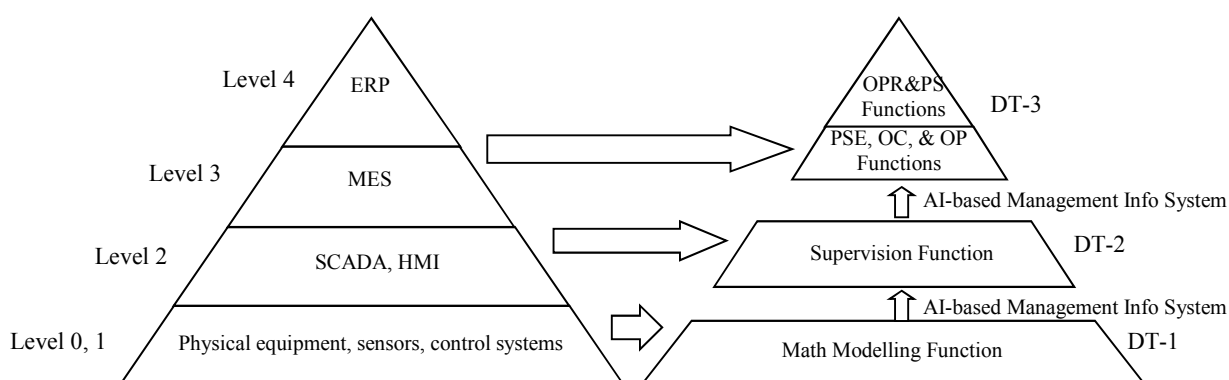 Level 4
ERP
Level 3
MES
Level 2
SCADA, HMI
Level 0, 1
Physical equipment, sensors, control systems
OPR&PS
Functions
DT-3
PSE, OC, & OP
Functions
AI-based Management Info System
Supervision Function
DT-2
AI-based Management Info System
Math Modelling Function
DT-1